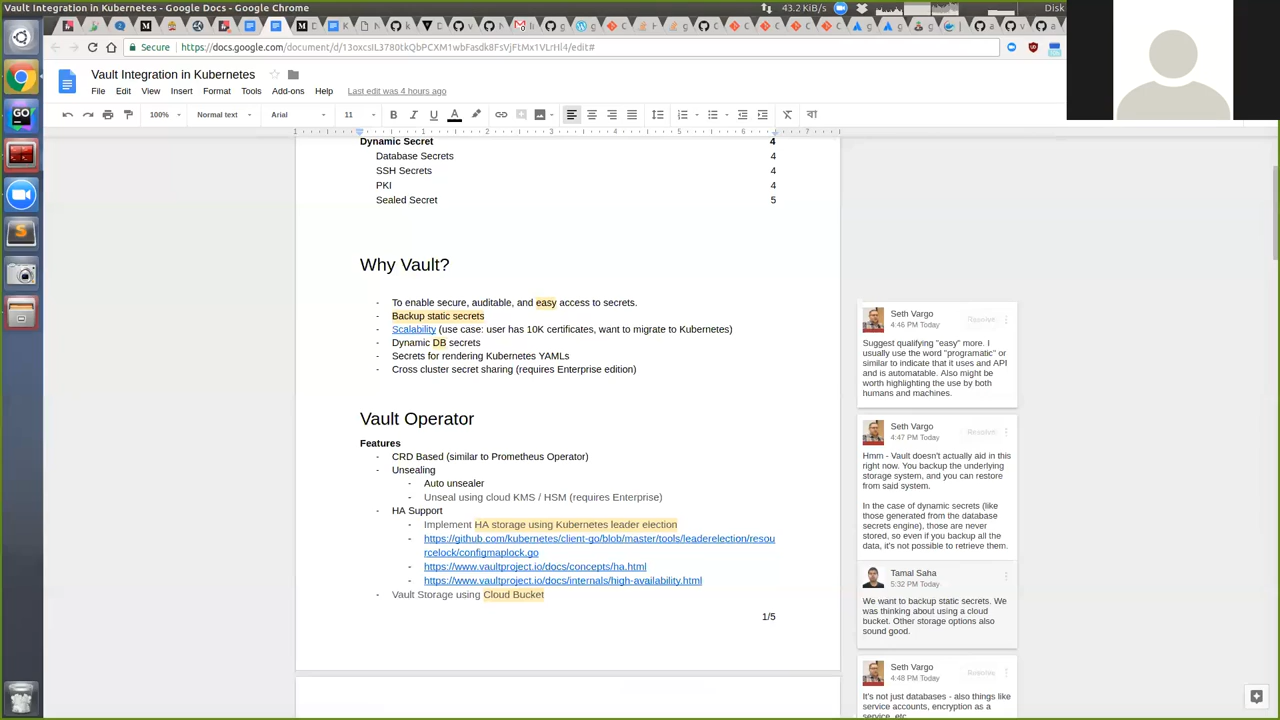 Vault Integration in Kubernetes - Google Docs - Google Chrome
43.2 KiB/s
Disk
Secure
https://docs.google.com/document/d/13oxcsIL3780tkQbPCXM1wbFasdk8FsVjFtMx1VLrHl4/edit#
Vault Integration in Kubernetes
File Edit View Insert Format Tools Add-ons Help Last edit was 4 hours ago
100% Normal text Arial 11
Dynamic Secret 4
Database Secrets 4
SSH Secrets 4
PKI 4
Sealed Secret 5
Why Vault?
- To enable secure, auditable, and easy access to secrets.
- Backup static secrets
- Scalability (use case: user has 10K certificates, want to migrate to Kubernetes)
- Dynamic DB secrets
- Secrets for rendering Kubernetes YAMLs
- Cross cluster secret sharing (requires Enterprise edition)
Vault Operator
Features
- CRD Based (similar to Prometheus Operator)
- Unsealing
- Auto unsealer
- Unseal using cloud KMS / HSM (requires Enterprise)
- HA Support
- Implement HA storage using Kubernetes leader election
- https://github.com/kubernetes/client-go/blob/master/tools/leaderelection/resou
rcelock/configmaplock.go
- https://www.vaultproject.io/docs/concepts/ha.html
- https://www.vaultproject.io/docs/internals/high-availability.html
- Vault Storage using Cloud Bucket
1/5
Seth Vargo
4:46 PM Today
Resolve
Suggest qualifying "easy" more. I
usually use the word "programatic" or
similar to indicate that it uses and API
and is automatable. Also might be
worth highlighting the use by both
humans and machines.
Seth Vargo
4:47 PM Today
Resolve
Hmm - Vault doesn't actually aid in this
right now. You backup the underlying
storage system, and you can restore
from said system.
In the case of dynamic secrets (like
those generated from the database
secrets engine), those are never
stored, so even if you backup all the
data, it's not possible to retrieve them.
Tamal Saha
5:32 PM Today
We want to backup static secrets. We
was thinking about using a cloud
bucket. Other storage options also
sound good.
Seth Vargo
4:48 PM Today
Resolve
It's not just databases - also things like
service accounts, encryption as a
service, etc